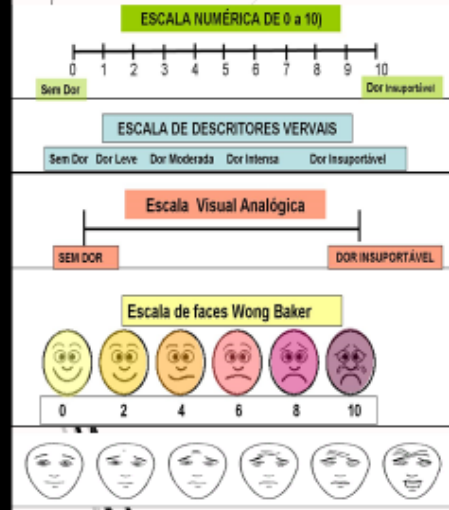 ESCALA NUMÉRICA DE 0 a 10)
0 1 2 3 4 5 6 7 8 9 10
Sem Dor Dor Insuportável
ESCALA DE DESCRITORES VERVAIS
Sem Dor Dor Leve Dor Moderada Dor Intensa Dor Insuportável
Escala Visual Analógica
SEM DOR DOR INSUPORTÁVEL
Escala de faces Wong Baker
0 2 4 6 8 10